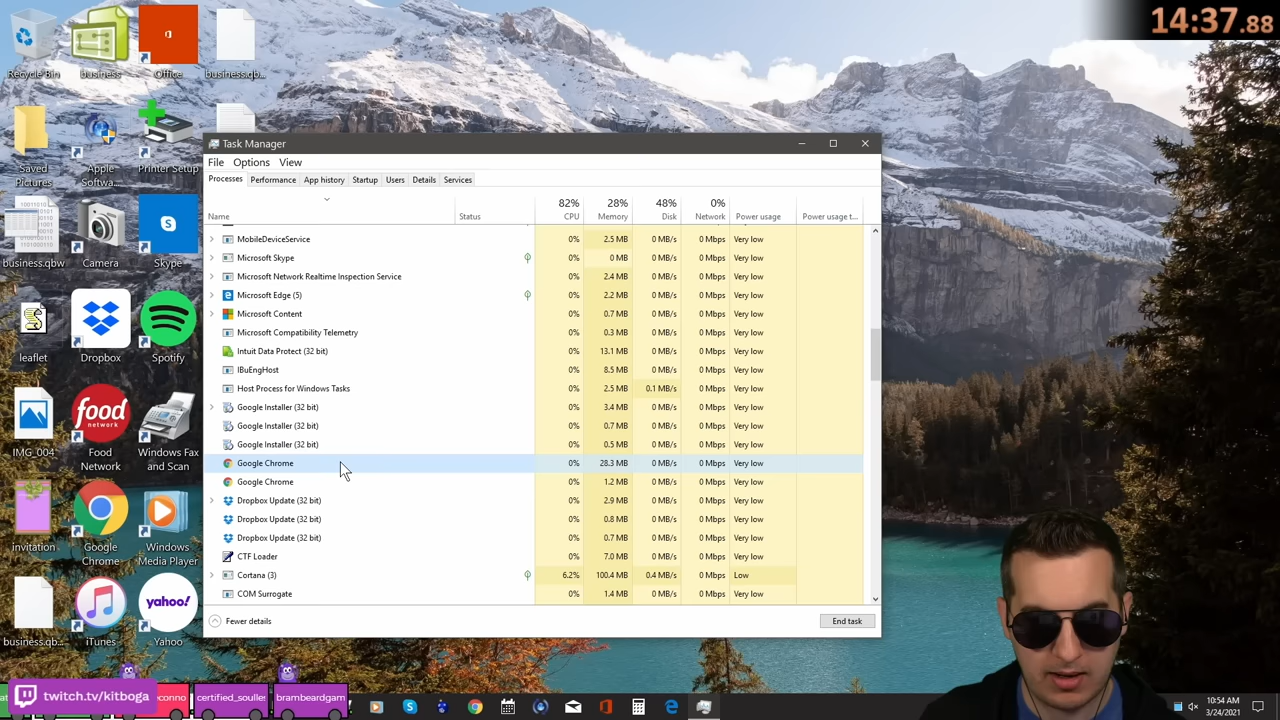 14:37.88
Recycle Bin
business
Office
business.qb...
Saved Pictures
Apple Softwa...
Printer Setup
business.qbw
Camera
Skype
leaflet
Dropbox
Spotify
IMG_004
food network
Food Network
Windows Fax and Scan
invitation
Google Chrome
Windows Media Player
business.qb...
iTunes
yahoo!
Yahoo
Task Manager
File Options View
Processes Performance App history Startup Users Details Services
82% 28% 48% 0%
Name Status CPU Memory Disk Network Power usage Power usage t...
MobileDeviceService 0% 2.5 MB 0 MB/s 0 Mbps Very low
Microsoft Skype 0% 0 MB 0 MB/s 0 Mbps Very low
Microsoft Network Realtime Inspection Service 0% 2.4 MB 0 MB/s 0 Mbps Very low
Microsoft Edge (5) 0% 2.2 MB 0 MB/s 0 Mbps Very low
Microsoft Content 0% 0.7 MB 0 MB/s 0 Mbps Very low
Microsoft Compatibility Telemetry 0% 0.3 MB 0 MB/s 0 Mbps Very low
Intuit Data Protect (32 bit) 0% 13.1 MB 0 MB/s 0 Mbps Very low
IBuEngHost 0% 8.5 MB 0 MB/s 0 Mbps Very low
Host Process for Windows Tasks 0% 2.5 MB 0.1 MB/s 0 Mbps Very low
Google Installer (32 bit) 0% 3.4 MB 0 MB/s 0 Mbps Very low
Google Installer (32 bit) 0% 0.7 MB 0 MB/s 0 Mbps Very low
Google Installer (32 bit) 0% 0.5 MB 0 MB/s 0 Mbps Very low
Google Chrome 0% 28.3 MB 0 MB/s 0 Mbps Very low
Google Chrome 0% 1.2 MB 0 MB/s 0 Mbps Very low
Dropbox Update (32 bit) 0% 2.9 MB 0 MB/s 0 Mbps Very low
Dropbox Update (32 bit) 0% 0.8 MB 0 MB/s 0 Mbps Very low
Dropbox Update (32 bit) 0% 0.7 MB 0 MB/s 0 Mbps Very low
CTF Loader 0% 7.0 MB 0 MB/s 0 Mbps Very low
Cortana (3) 6.2% 100.4 MB 0.4 MB/s 0 Mbps Low
COM Surrogate 0% 1.4 MB 0 MB/s 0 Mbps Very low
Fewer details End task
twitch.tv/kitboga
econno
certified_soulles
brambeardgam
10:54 AM
3/24/2021